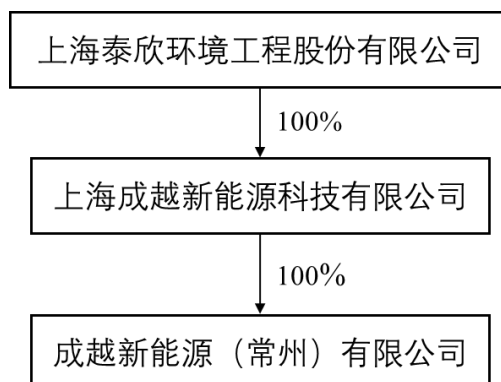 上海泰欣环境工程股份有限公司
100%
上海成越新能源科技有限公司
100%
成越新能源（常州）有限公司